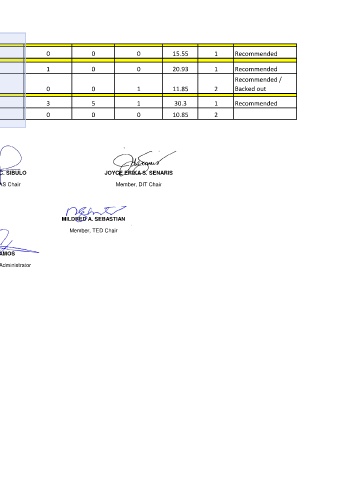 0 0 0 15.55 1 Recommended
1 0 0 20.93 1 Recommended
0 0 1 11.85 2 Recommended / Backed out
3 5 1 30.3 1 Recommended
0 0 0 10.85 2
. SIBULO JOYCE ERIKA S. SENARIS
AS Chair Member, DIT Chair
MILDRED A. SEBASTIAN
Member, TED Chair
AMOS
Administrator